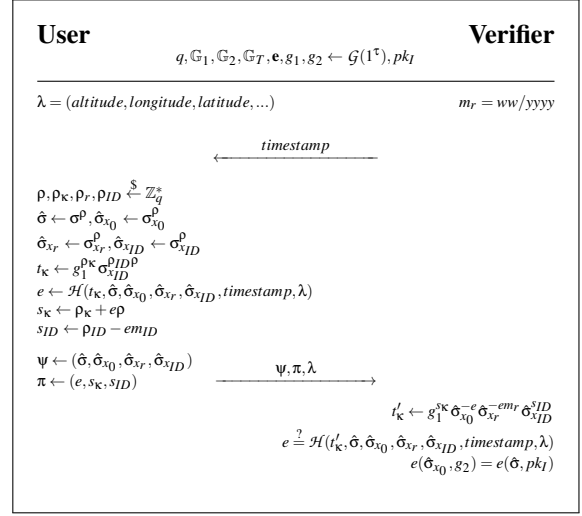 User Verifier
q, 𝔾₁, 𝔾₂, 𝔾_T, e, g₁, g₂ ← 𝒢(1^τ), pk_I
λ = (altitude, longitude, latitude, ...) m_r = ww/yyyy
timestamp
ρ, ρ_κ, ρ_r, ρ_ID ←$ ℤ_q^*
σ̂ ← σ^ρ, σ̂_{x_0} ← σ_{x_0}^ρ
σ̂_{x_r} ← σ_{x_r}^ρ, σ̂_{x_ID} ← σ_{x_ID}^ρ
t_κ ← g₁^{ρ_κ} σ_{x_ID}^{ρ_ID ρ}
e ← ℋ(t_κ, σ̂, σ̂_{x_0}, σ̂_{x_r}, σ̂_{x_ID}, timestamp, λ)
s_κ ← ρ_κ + eρ
s_ID ← ρ_ID − em_ID
ψ ← (σ̂, σ̂_{x_0}, σ̂_{x_r}, σ̂_{x_ID})
π ← (e, s_κ, s_ID) ψ, π, λ
t′_κ ← g₁^{s_κ} σ̂_{x_0}^{−e} σ̂_{x_r}^{−em_r} σ̂_{x_ID}^{s_ID}
e ≟ ℋ(t′_κ, σ̂, σ̂_{x_0}, σ̂_{x_r}, σ̂_{x_ID}, timestamp, λ)
e(σ̂_{x_0}, g₂) = e(σ̂, pk_I)